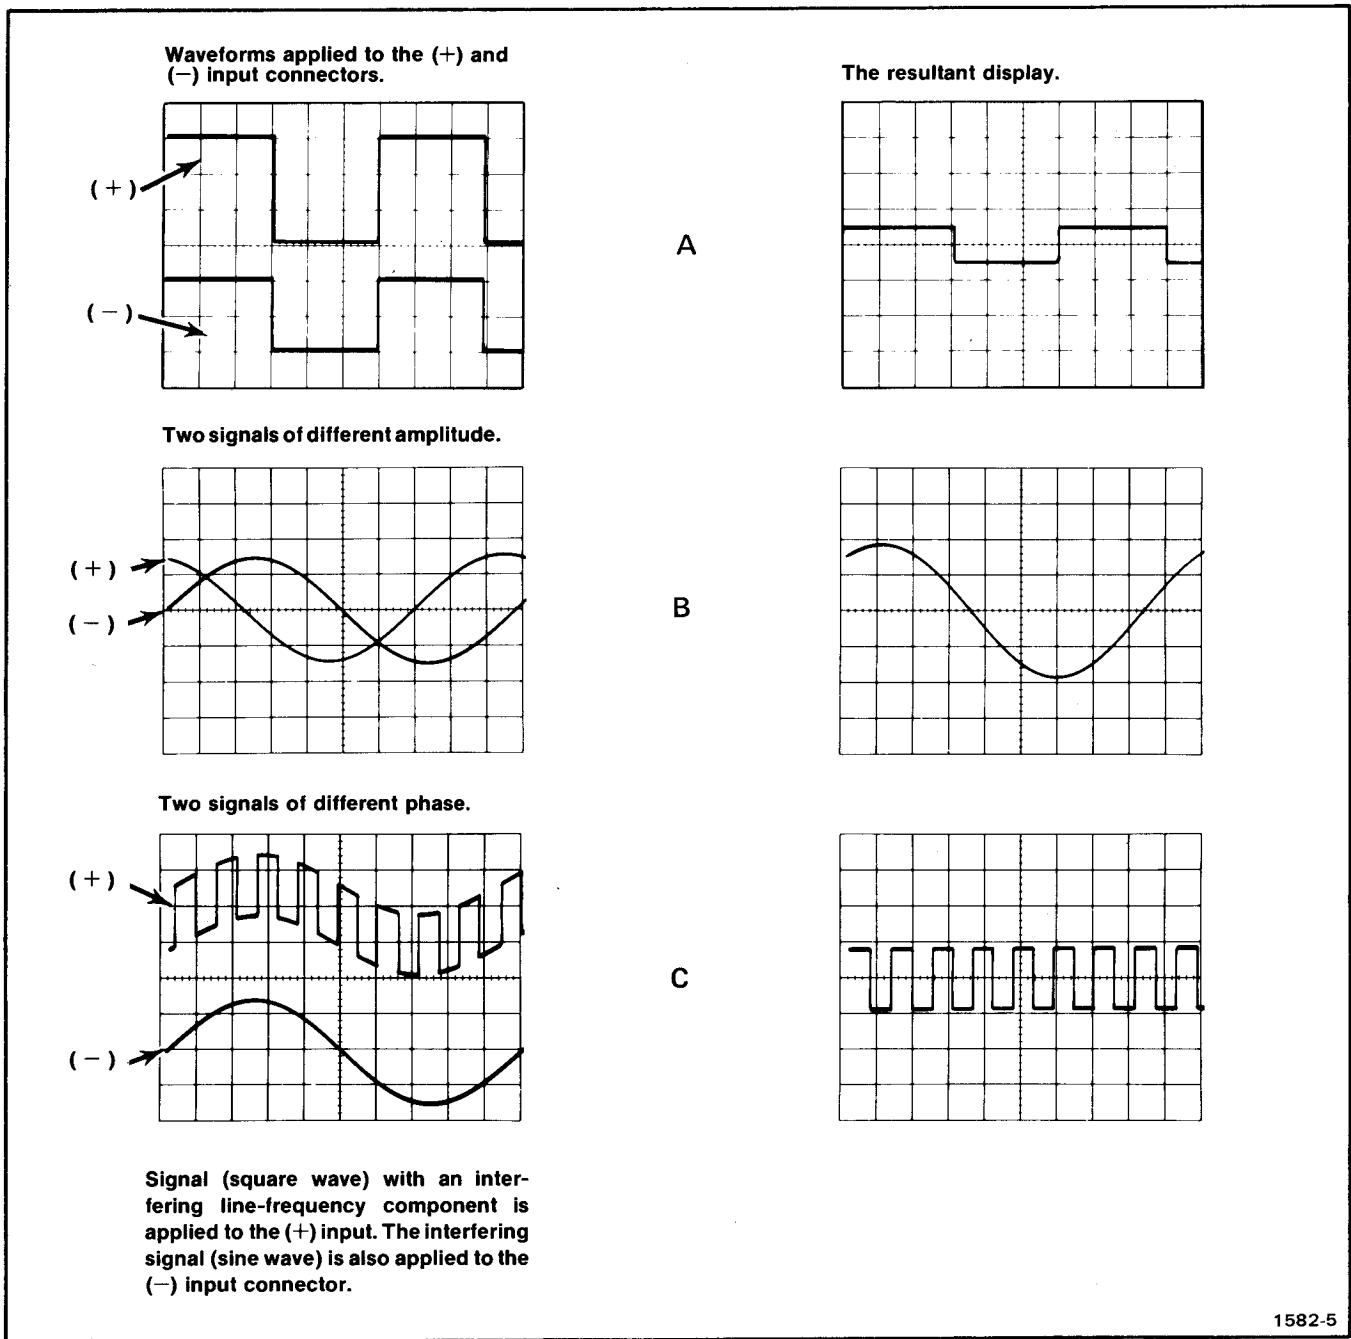 Waveforms applied to the (+) and
(−) input connectors.
The resultant display.
(+)
(−)
A
Two signals of different amplitude.
(+)
(−)
B
Two signals of different phase.
(+)
(−)
C
Signal (square wave) with an inter-
fering line-frequency component is
applied to the (+) input. The interfering
signal (sine wave) is also applied to the
(−) input connector.
1582-5